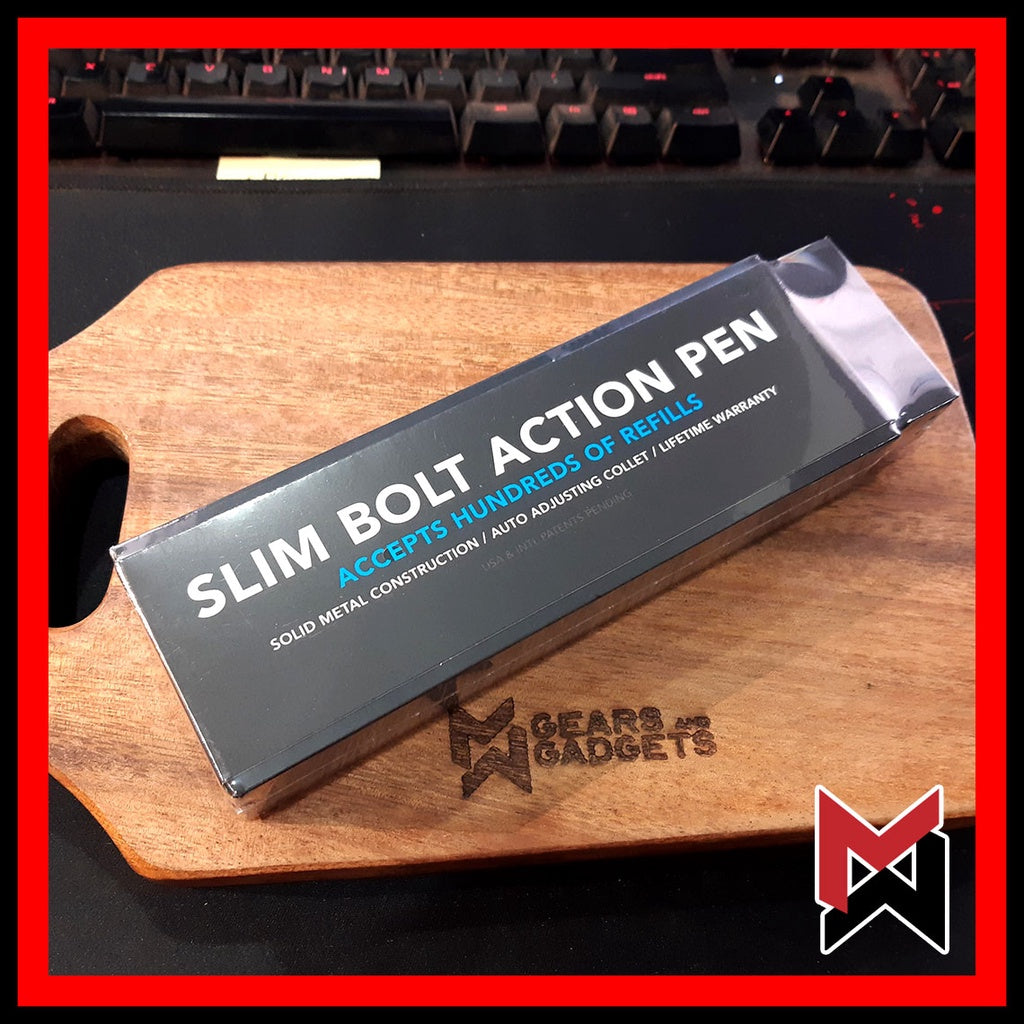 X C V B N M
SLIM BOLT ACTION PEN
ACCEPTS HUNDREDS OF REFILLS
SOLID METAL CONSTRUCTION / AUTO ADJUSTING COLLET / LIFETIME WARRANTY
USA & INTL PATENTS PENDING
GEARS AND
GADGETS